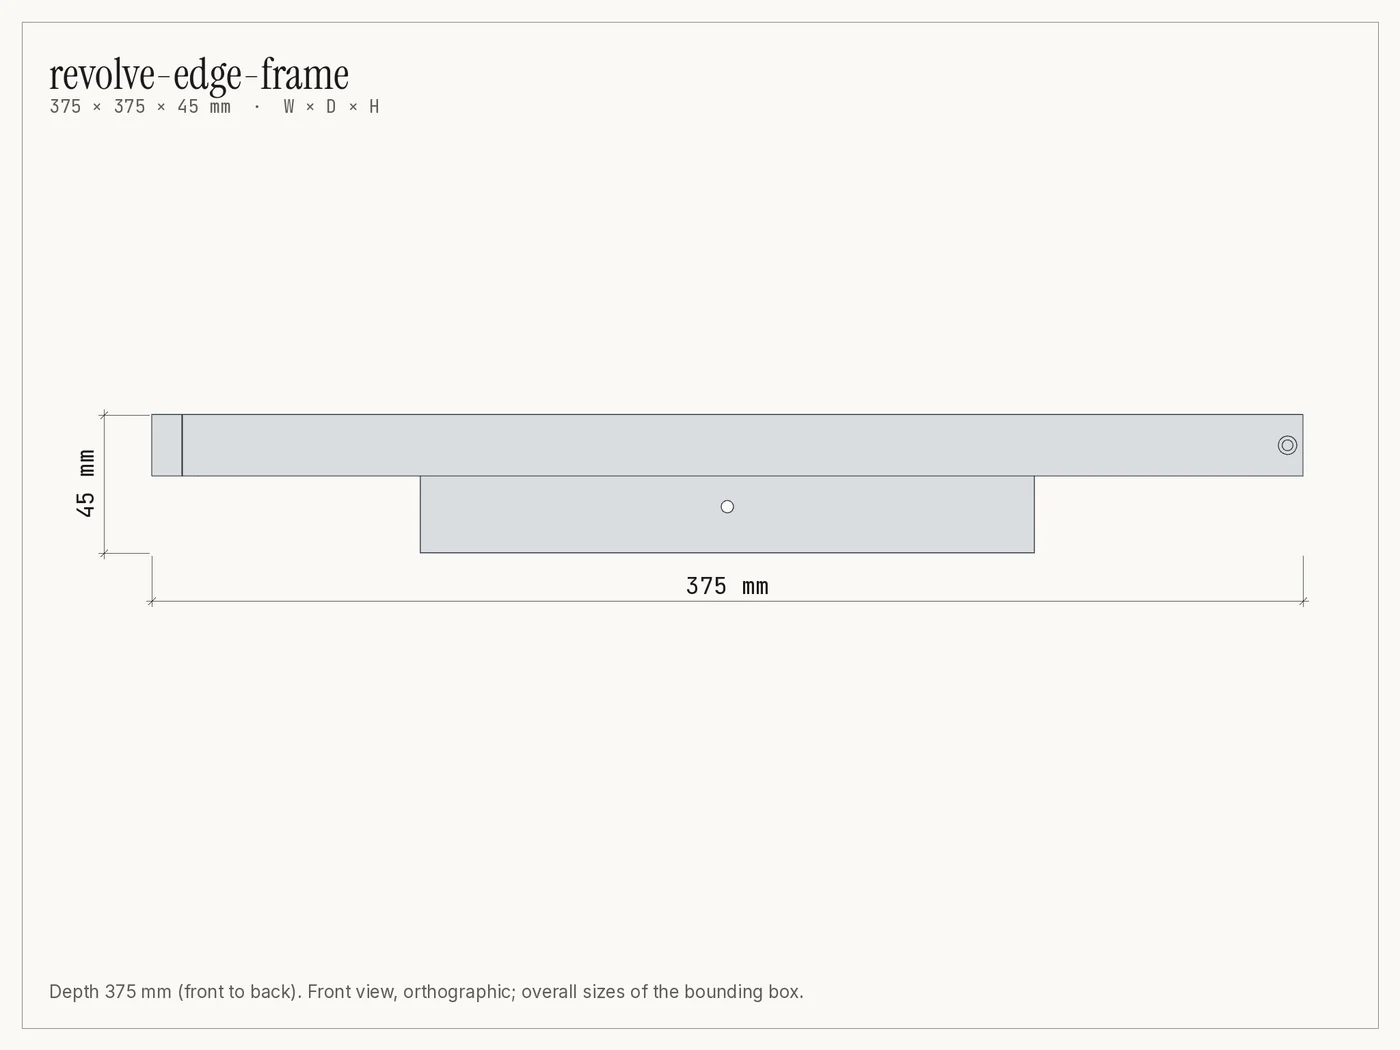 revolve-edge-frame
375 × 375 × 45 mm · W × D × H
45 mm
375 mm
Depth 375 mm (front to back). Front view, orthographic; overall sizes of the bounding box.